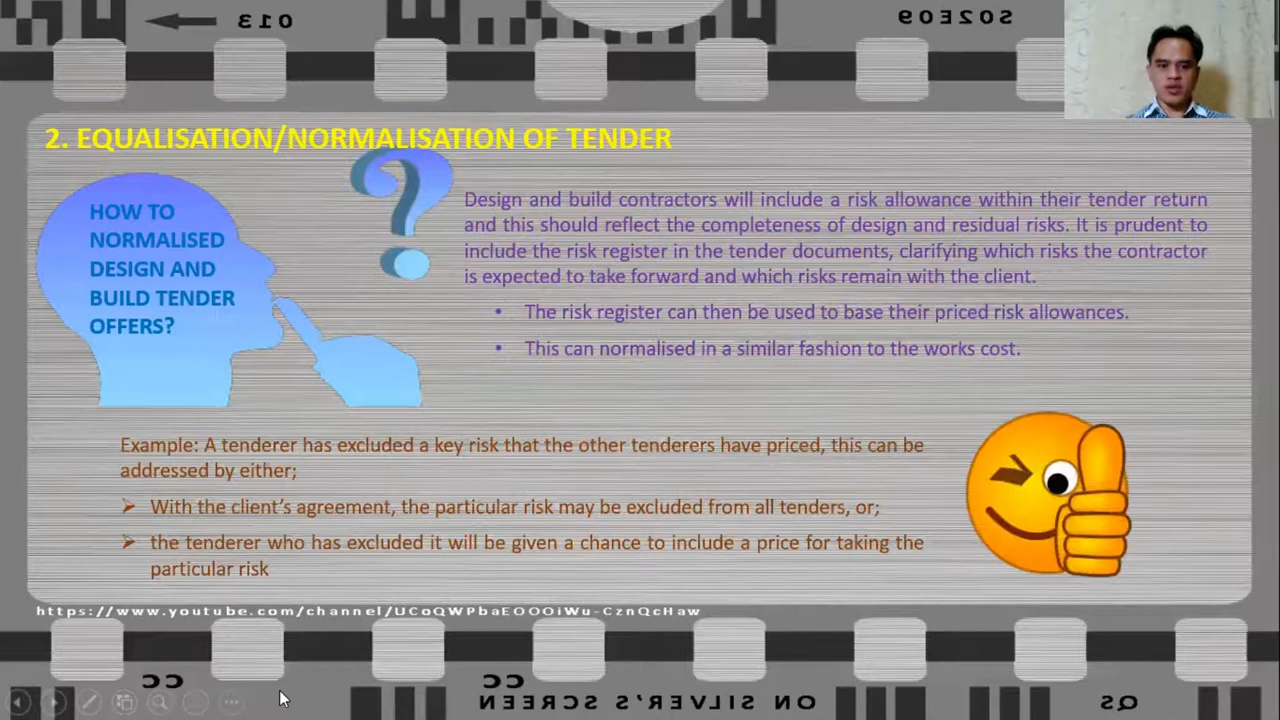 013
S02E09
2. EQUALISATION/NORMALISATION OF TENDER
HOW TO
NORMALISED
DESIGN AND
BUILD TENDER
OFFERS?
Design and build contractors will include a risk allowance within their tender return
and this should reflect the completeness of design and residual risks. It is prudent to
include the risk register in the tender documents, clarifying which risks the contractor
is expected to take forward and which risks remain with the client.
• The risk register can then be used to base their priced risk allowances.
• This can normalised in a similar fashion to the works cost.
Example: A tenderer has excluded a key risk that the other tenderers have priced, this can be
addressed by either;
➢ With the client’s agreement, the particular risk may be excluded from all tenders, or;
➢ the tenderer who has excluded it will be given a chance to include a price for taking the
particular risk
https://www.youtube.com/channel/UCoQWPbaEOOOiWu-CznQcHaw
CC
CC
ON SILVER'S SCREEN
QS